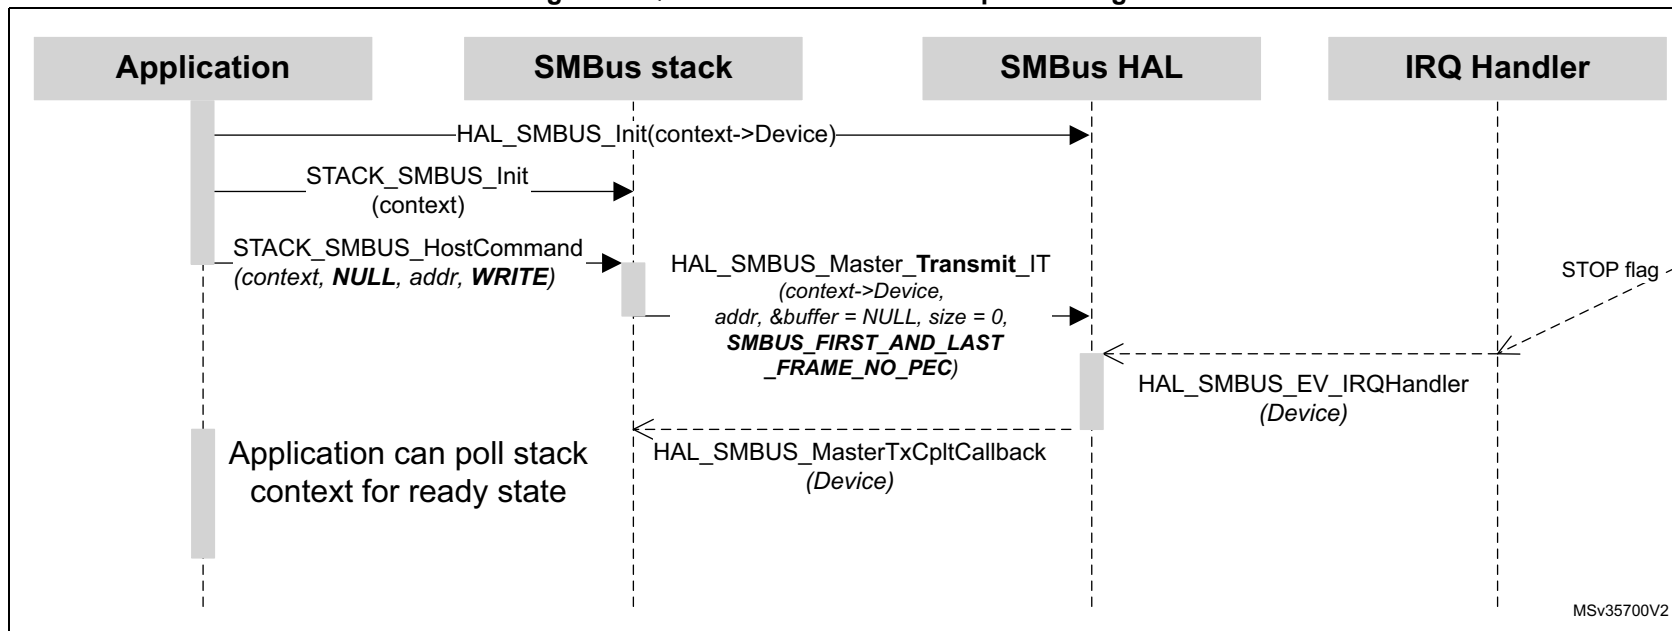 Application
SMBus stack
SMBus HAL
IRQ Handler
HAL_SMBUS_Init(context->Device)
STACK_SMBUS_Init
(context)
STACK_SMBUS_HostCommand
(context, NULL, addr, WRITE)
HAL_SMBUS_Master_Transmit_IT
(context->Device,
addr, &buffer = NULL, size = 0,
SMBUS_FIRST_AND_LAST
_FRAME_NO_PEC)
STOP flag
HAL_SMBUS_EV_IRQHandler
(Device)
HAL_SMBUS_MasterTxCpltCallback
(Device)
Application can poll stack
context for ready state
MSv35700V2